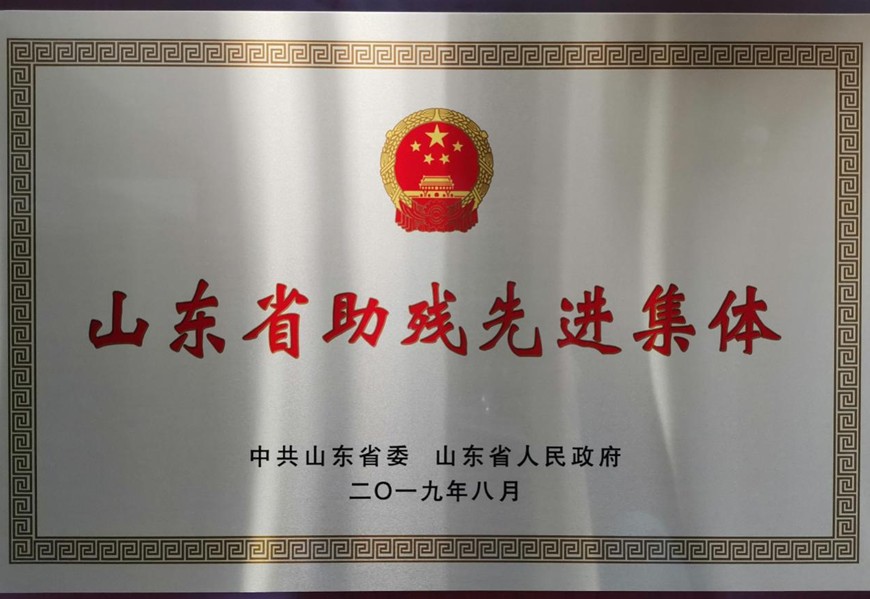 山东省助残先进集体
中共山东省委 山东省人民政府
二〇一九年八月